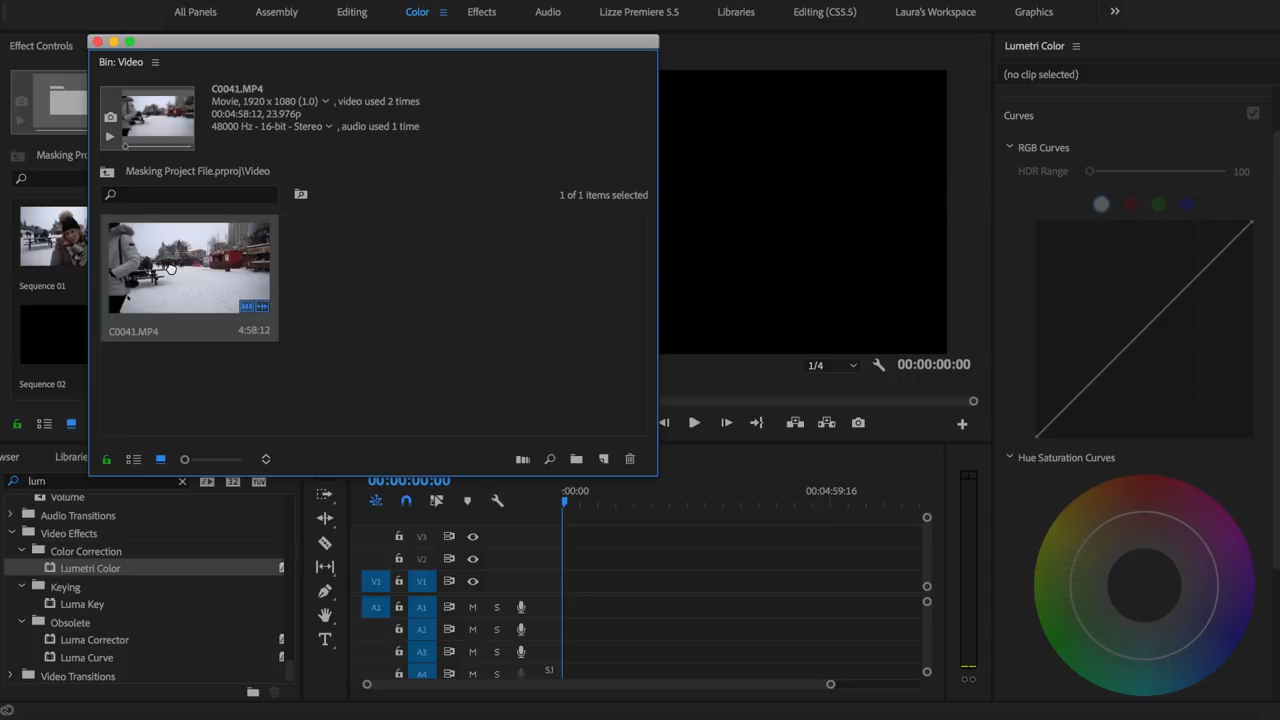 All Panels Assembly Editing Color Effects Audio Lizze Premiere 5.5 Libraries Editing (CS5.5) Laura's Workspace Graphics
Effect Controls
Bin: Video
Lumetri Color
(no clip selected)
C0041.MP4
Movie, 1920 x 1080 (1.0) , video used 2 times
00:04:58:12, 23.976p
48000 Hz - 16-bit - Stereo , audio used 1 time
Curves
RGB Curves
HDR Range 100
Masking Pro
Masking Project File.prproj\Video
1 of 1 items selected
Sequence 01
C0041.MP4 4:58:12
Sequence 02
1/4 00:00:00:00
wser Librarie
Hue Saturation Curves
lum
32 YUV
00:00:00:00
:00:00 00:04:59:16
Volume
Audio Transitions
Video Effects
Color Correction
Lumetri Color
Keying
Luma Key
Obsolete
Luma Corrector
Luma Curve
Video Transitions
V3
V2
V1 V1
A1 A1 M S
A2 M S
A3 M S
A4 M S 5.1